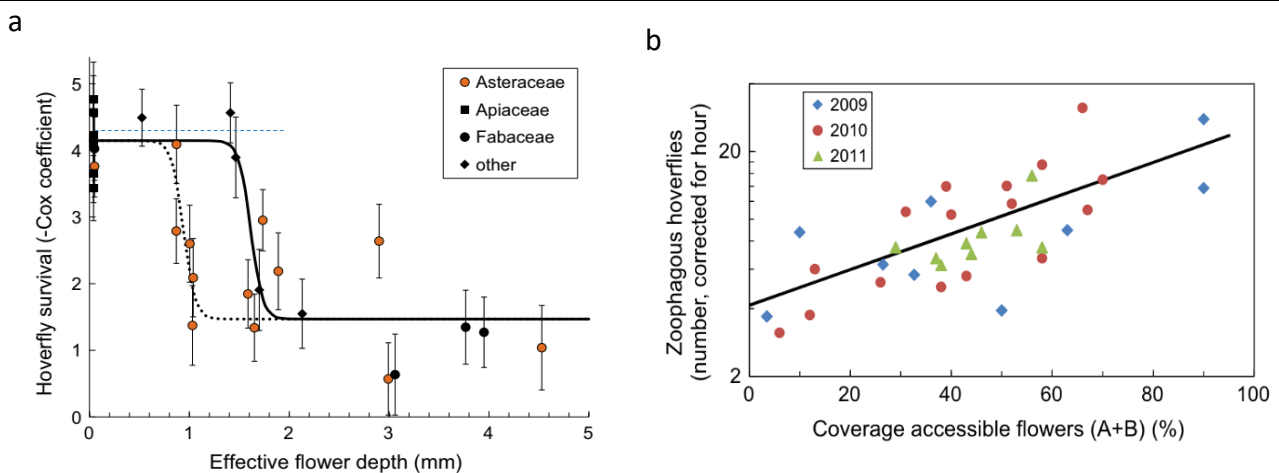 a
Hoverfly survival (-Cox coefficient)
5
4
3
2
1
0
0 1 2 3 4 5
Effective flower depth (mm)
Asteraceae
Apiaceae
Fabaceae
other
b
Zoophagous hoverflies
(number, corrected for hour)
20
2
0 20 40 60 80 100
Coverage accessible flowers (A+B) (%)
2009
2010
2011